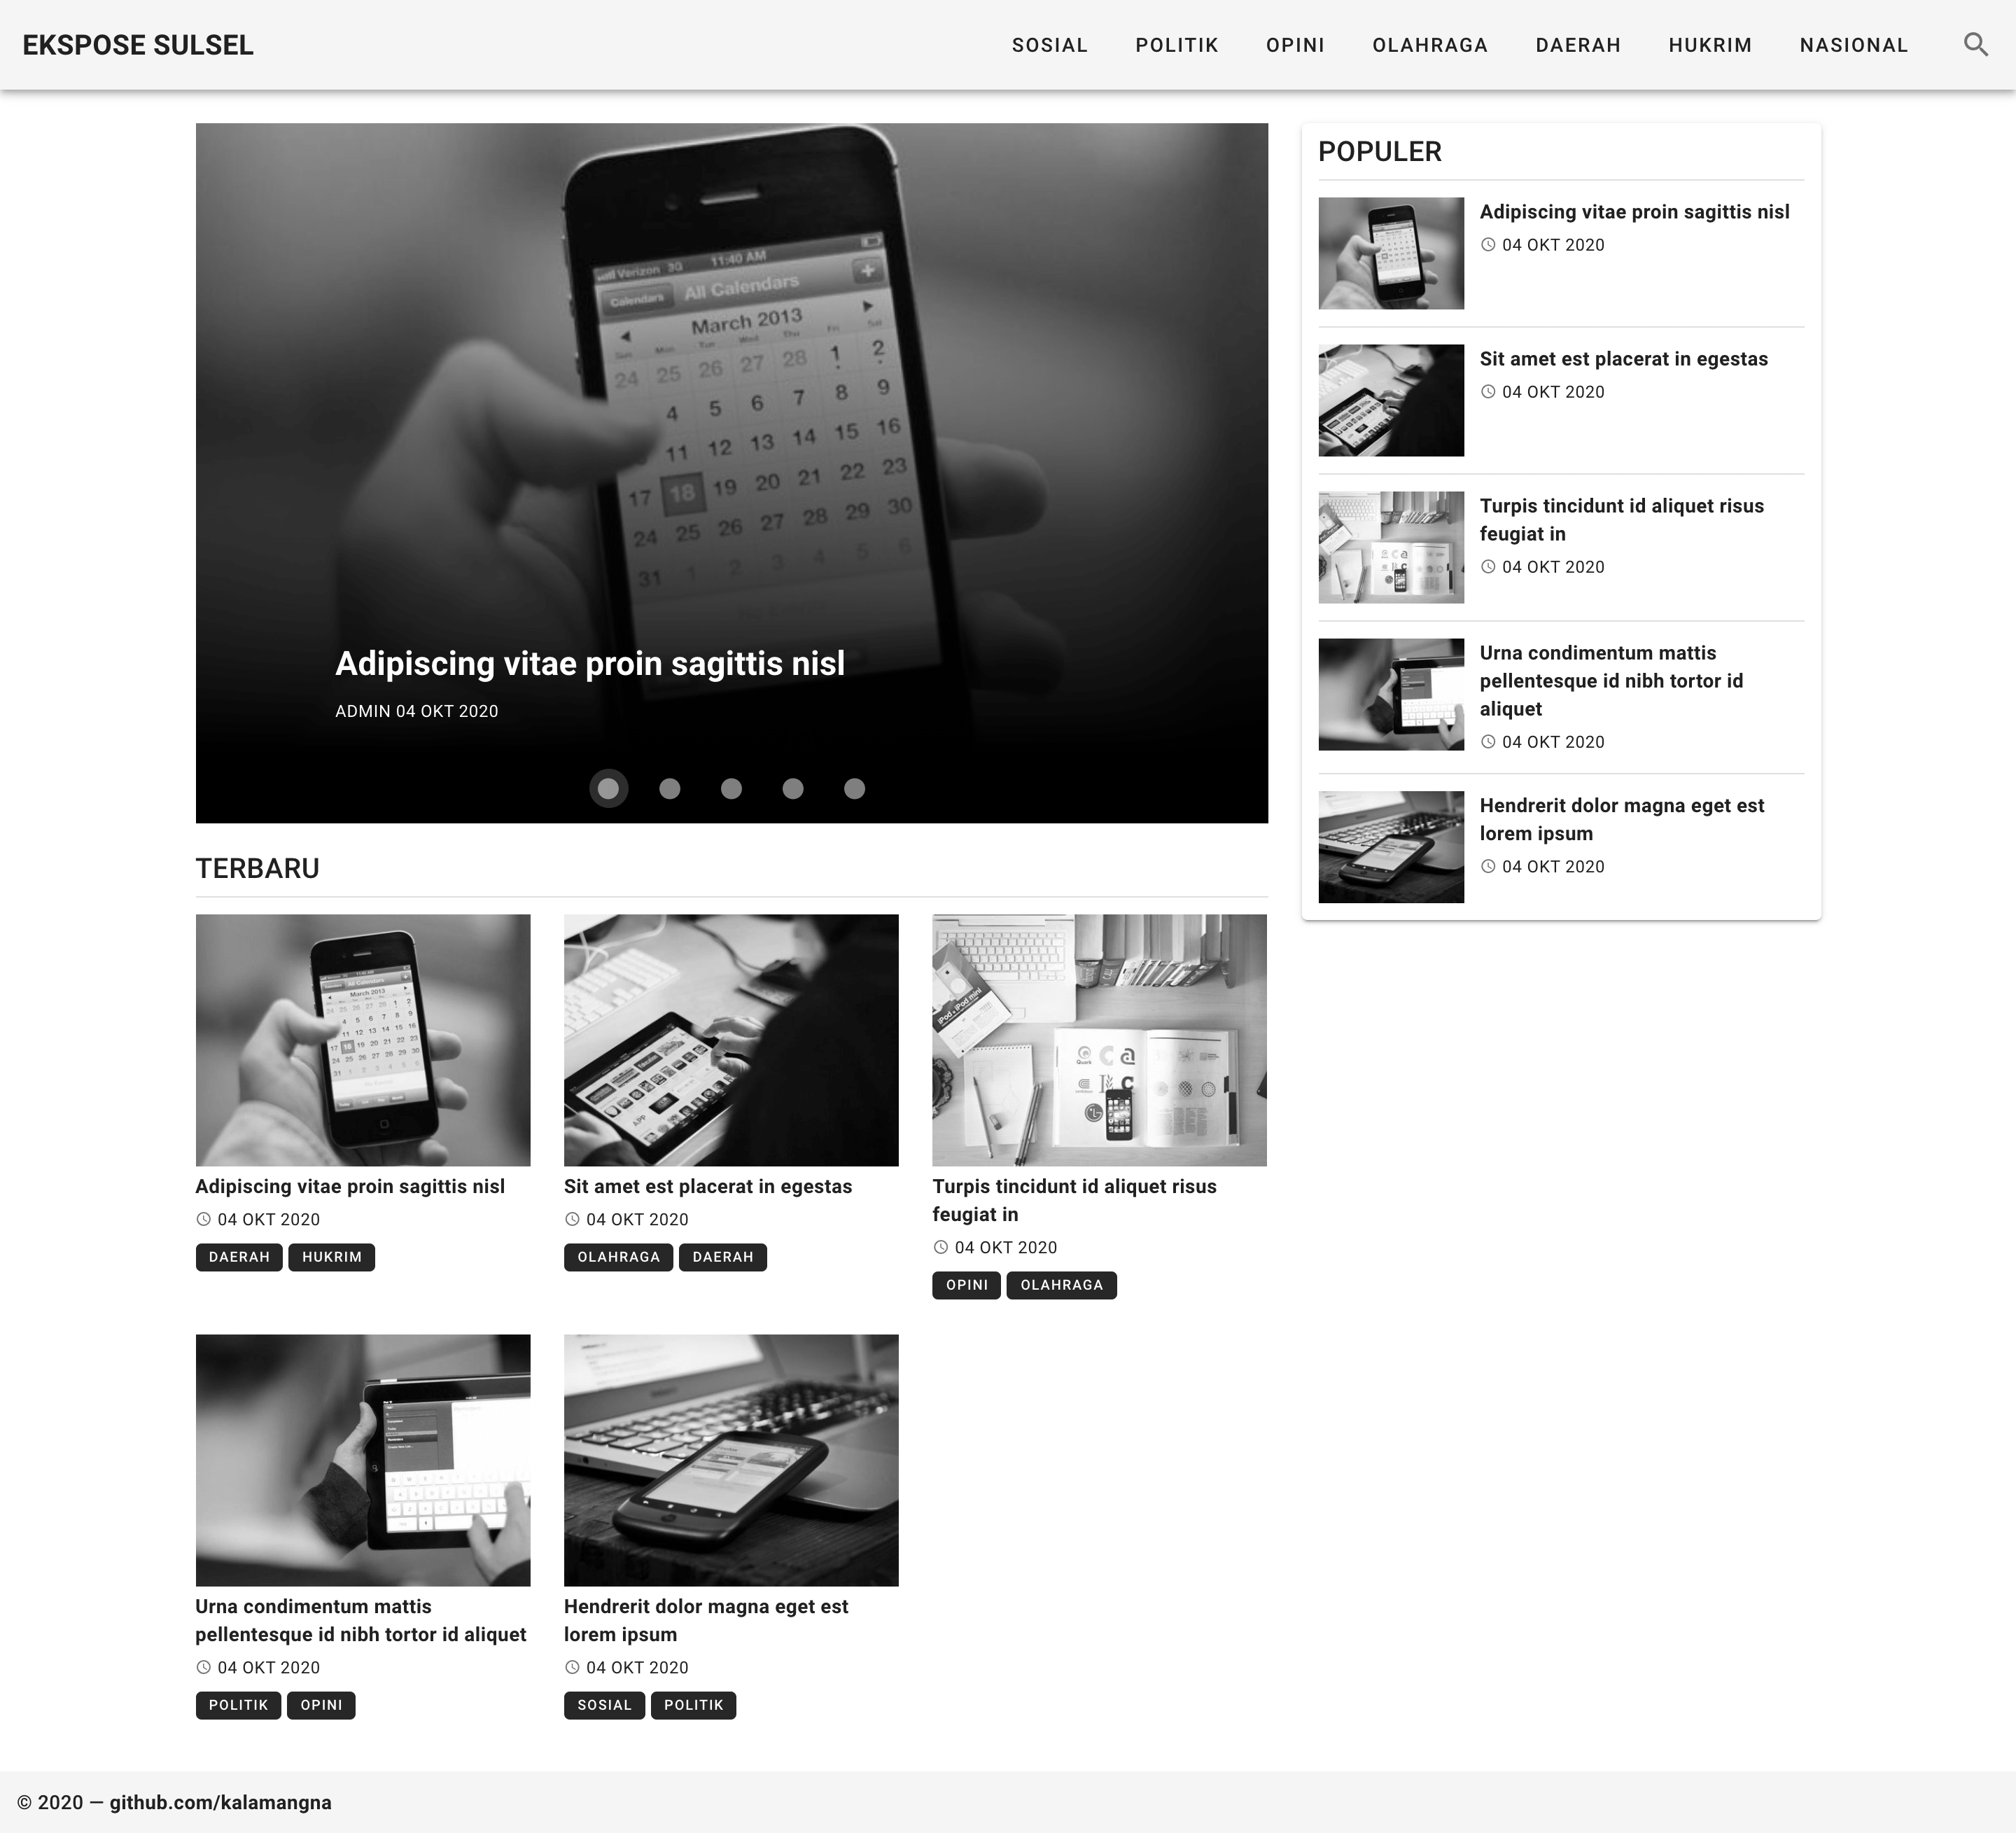 EKSPOSE SULSEL
SOSIAL POLITIK OPINI OLAHRAGA DAERAH HUKRIM NASIONAL
Verizon 3G 11:40 AM
Calendars All Calendars +
March 2013
Sun Mon Tue Wed Thu Fri Sat
24 25 26 27 28 1 2
4 5 6 7 8 9
11 12 13 14 15 16
17 18 19 20 21 22 23
24 25 26 27 28 29 30
31 1 2 3 4 5 6
Adipiscing vitae proin sagittis nisl
ADMIN 04 OKT 2020
POPULER
Adipiscing vitae proin sagittis nisl
04 OKT 2020
Sit amet est placerat in egestas
04 OKT 2020
Turpis tincidunt id aliquet risus
feugiat in
04 OKT 2020
Urna condimentum mattis
pellentesque id nibh tortor id
aliquet
04 OKT 2020
Hendrerit dolor magna eget est
lorem ipsum
04 OKT 2020
TERBARU
Adipiscing vitae proin sagittis nisl
04 OKT 2020
DAERAH HUKRIM
Sit amet est placerat in egestas
04 OKT 2020
OLAHRAGA DAERAH
Turpis tincidunt id aliquet risus
feugiat in
04 OKT 2020
OPINI OLAHRAGA
Urna condimentum mattis
pellentesque id nibh tortor id aliquet
04 OKT 2020
POLITIK OPINI
Hendrerit dolor magna eget est
lorem ipsum
04 OKT 2020
SOSIAL POLITIK
© 2020 — github.com/kalamangna